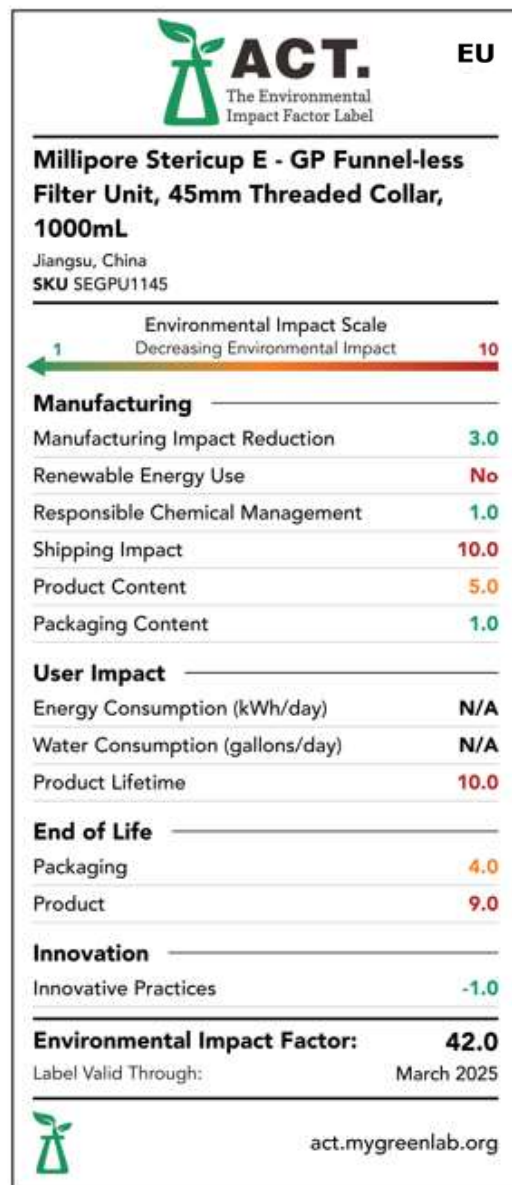 ACT.
The Environmental
Impact Factor Label
EU
Millipore Stericup E - GP Funnel-less
Filter Unit, 45mm Threaded Collar,
1000mL
Jiangsu, China
SKU SEGPU1145
Environmental Impact Scale
1 Decreasing Environmental Impact 10
Manufacturing
Manufacturing Impact Reduction 3.0
Renewable Energy Use No
Responsible Chemical Management 1.0
Shipping Impact 10.0
Product Content 5.0
Packaging Content 1.0
User Impact
Energy Consumption (kWh/day) N/A
Water Consumption (gallons/day) N/A
Product Lifetime 10.0
End of Life
Packaging 4.0
Product 9.0
Innovation
Innovative Practices -1.0
Environmental Impact Factor: 42.0
Label Valid Through: March 2025
act.mygreenlab.org